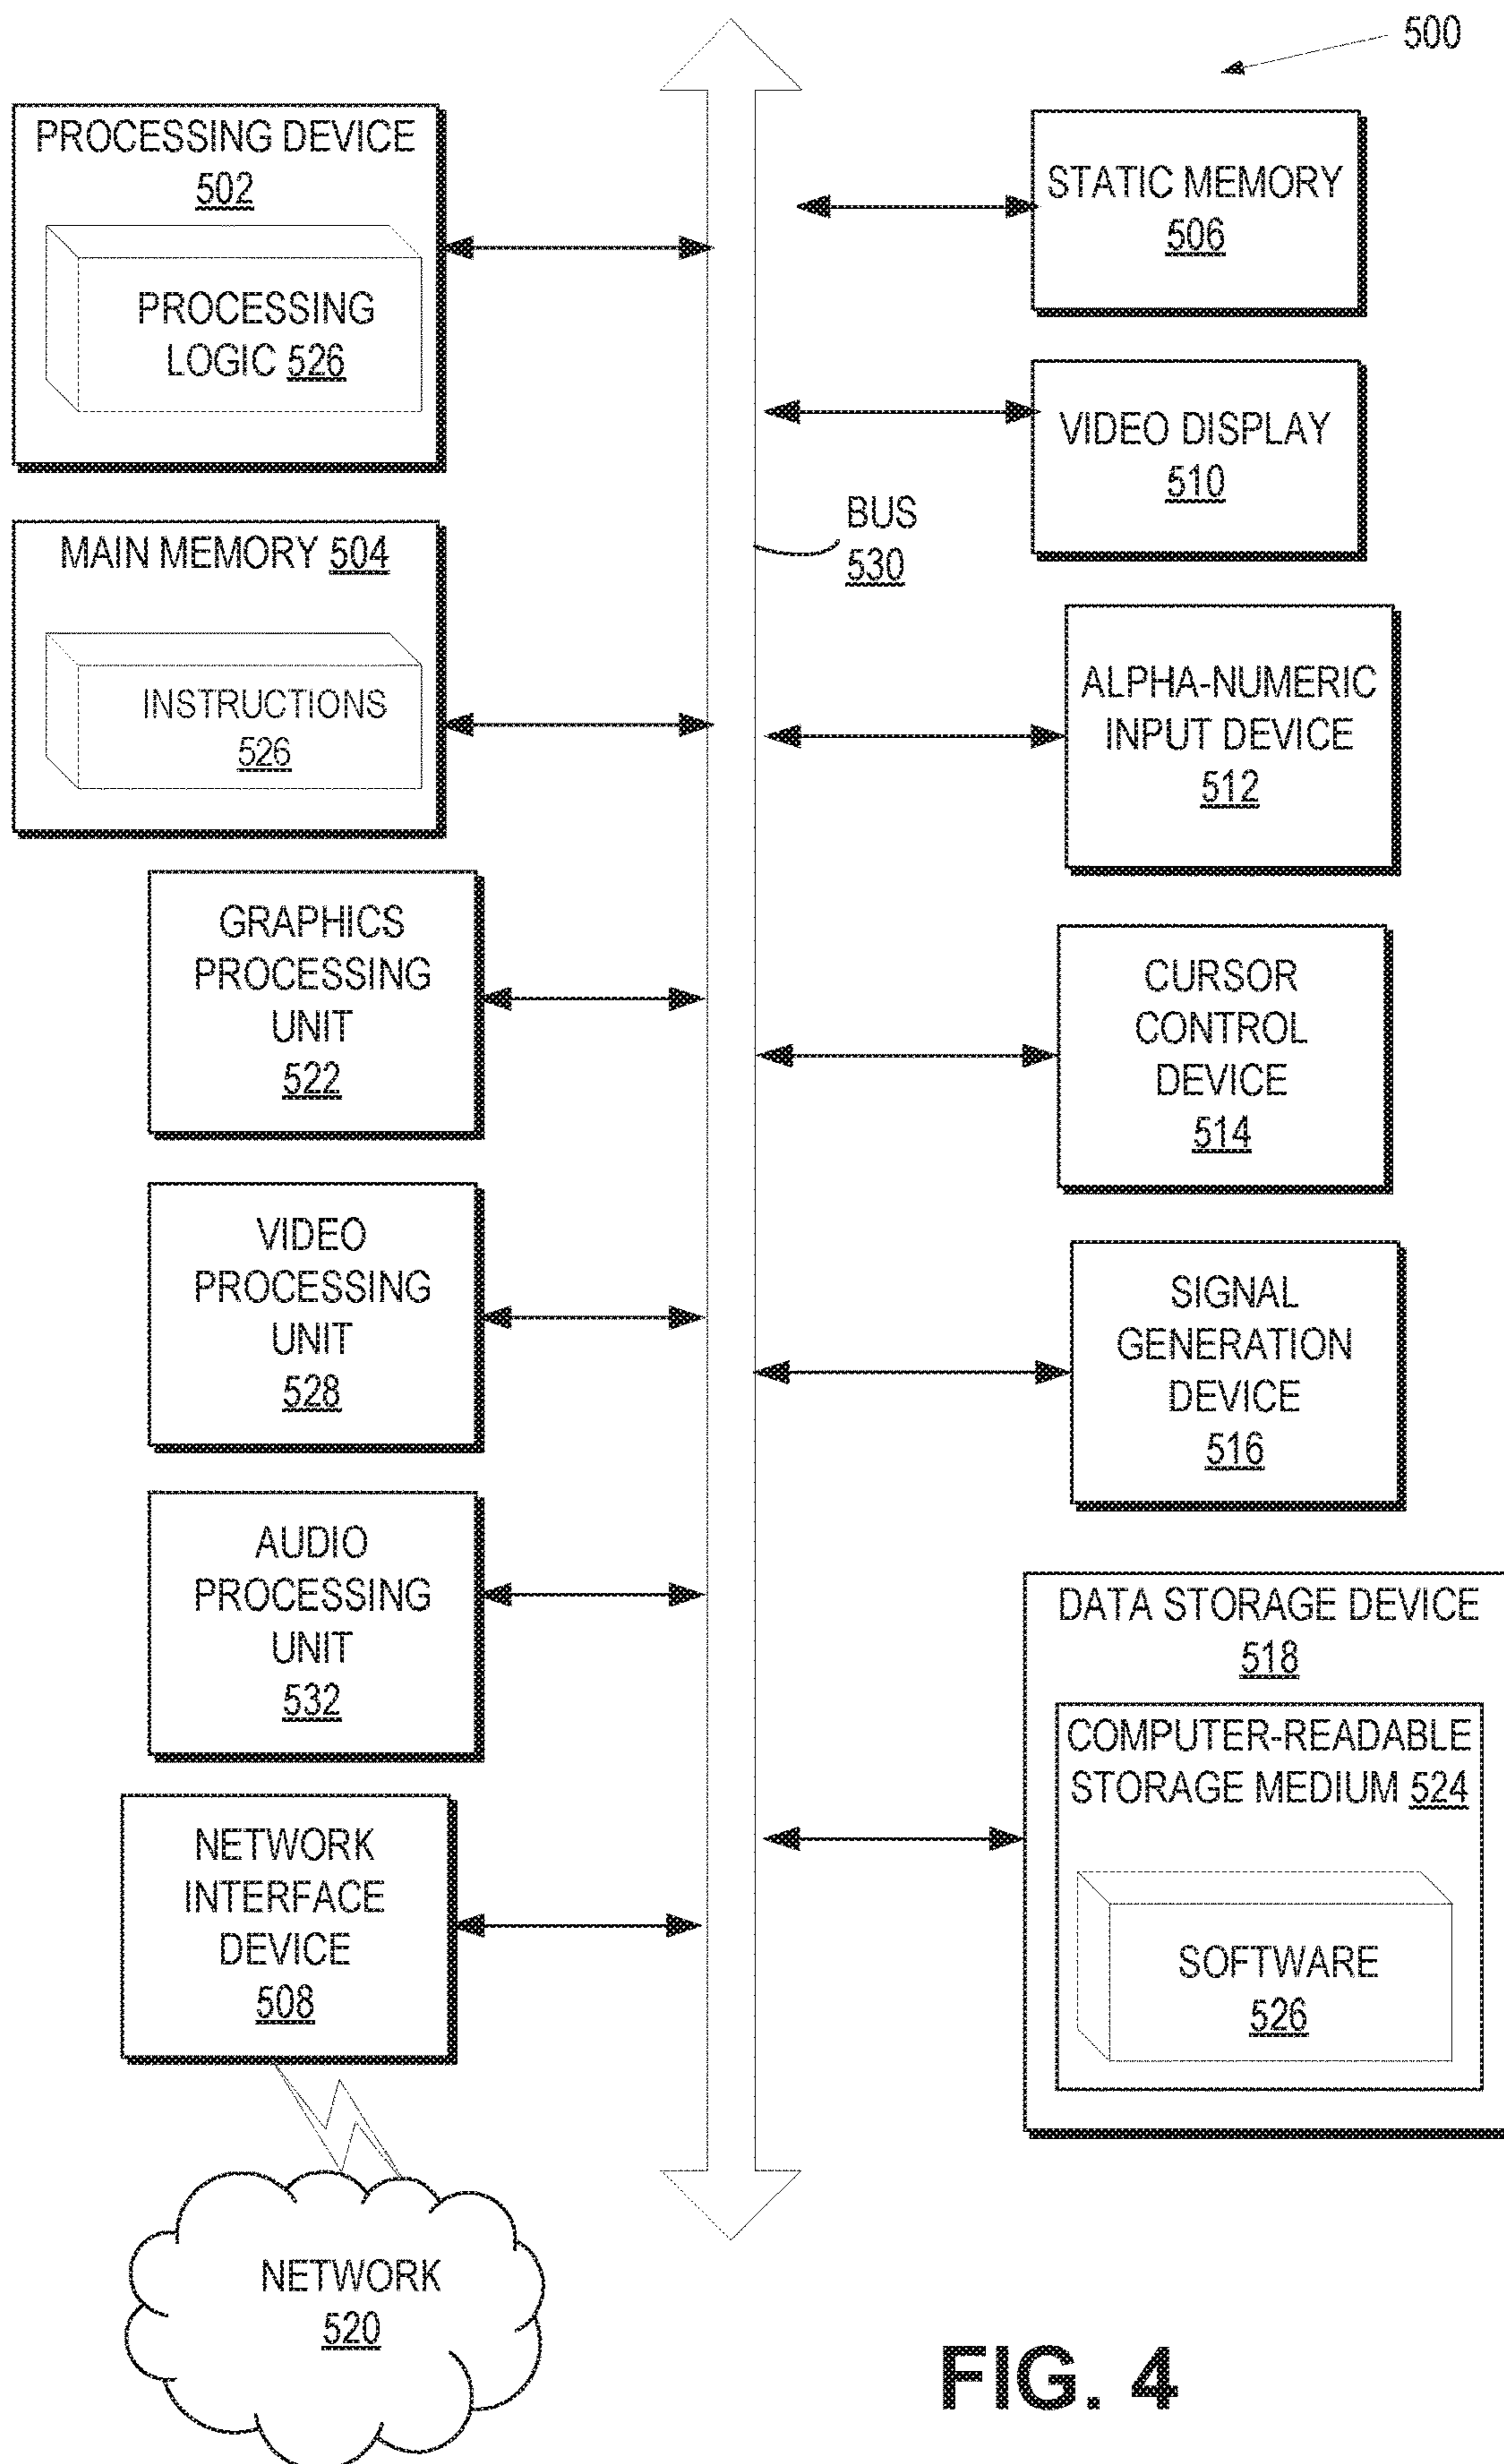 500
PROCESSING DEVICE
502
PROCESSING
LOGIC 526
MAIN MEMORY 504
INSTRUCTIONS
526
GRAPHICS
PROCESSING
UNIT
522
VIDEO
PROCESSING
UNIT
528
AUDIO
PROCESSING
UNIT
532
NETWORK
INTERFACE
DEVICE
508
NETWORK
520
BUS
530
STATIC MEMORY
506
VIDEO DISPLAY
510
ALPHA-NUMERIC
INPUT DEVICE
512
CURSOR
CONTROL
DEVICE
514
SIGNAL
GENERATION
DEVICE
516
DATA STORAGE DEVICE
518
COMPUTER-READABLE
STORAGE MEDIUM 524
SOFTWARE
526
FIG. 4